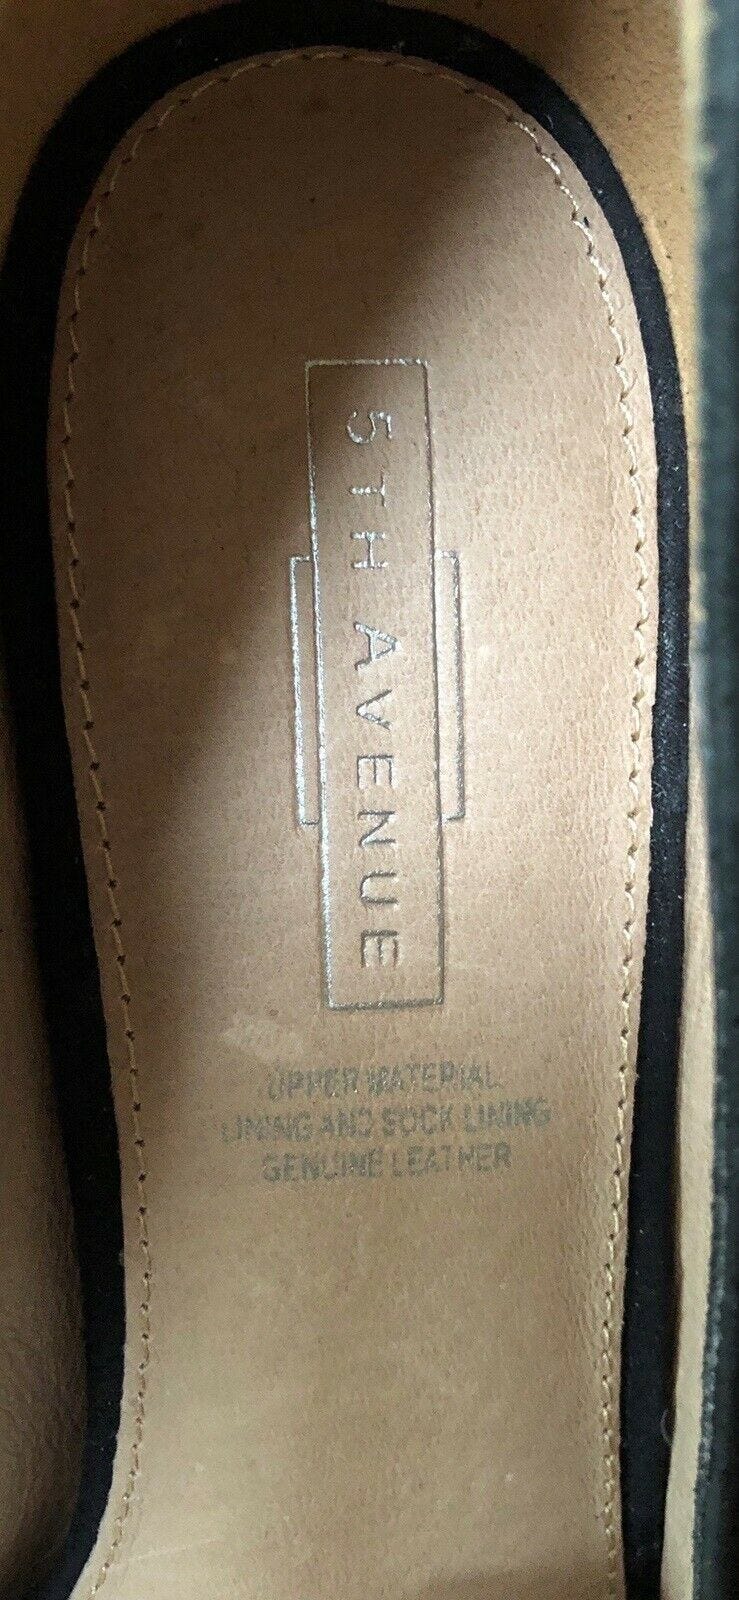 5TH AVENUE
UPPER MATERIAL
LINING AND SOCK LINING
GENUINE LEATHER